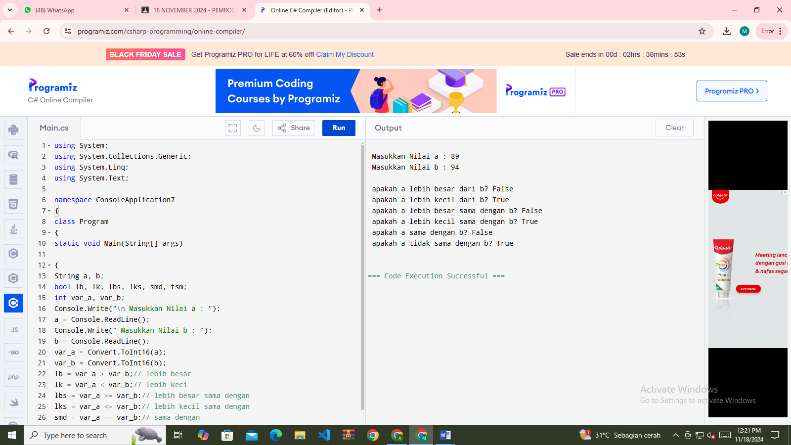 (48) WhatsApp
18 NOVEMBER 2024 - PEMROG
Online C# Compiler (Editor) - P
programiz.com/csharp-programming/online-compiler/
M
Error
BLACK FRIDAY SALE Get Programiz PRO for LIFE at 60% off! Claim My Discount Sale ends in 00d : 02hrs : 38mins : 53s
Programiz
C# Online Compiler
Premium Coding
Courses by Programiz
Programiz PRO
Programiz PRO
Main.cs
Share
Run
Output
Clear
1 using System;
2 using System.Collections.Generic;
3 using System.Linq;
4 using System.Text;
5
6 namespace ConsoleApplication7
7 {
8 class Program
9 {
10 static void Main(String[] args)
11
12 {
13 String a, b;
14 bool lb, lk, lbs, lks, smd, tsm;
15 int var_a, var_b;
16 Console.Write("\n Masukkan Nilai a : ");
17 a = Console.ReadLine();
18 Console.Write(" Masukkan Nilai b : ");
19 b = Console.ReadLine();
20 var_a = Convert.ToInt16(a);
21 var_b = Convert.ToInt16(b);
22 lb = var_a > var_b;// lebih besar
23 lk = var_a < var_b;// lebih keci
24 lbs = var_a >= var_b;// lebih besar sama dengan
25 lks = var_a <= var_b;// lebih kecil sama dengan
26 smd = var_a == var_b;// sama dengan
Masukkan Nilai a : 89
Masukkan Nilai b : 94
apakah a lebih besar dari b? False
apakah a lebih kecil dari b? True
apakah a lebih besar sama dengan b? False
apakah a lebih kecil sama dengan b? True
apakah a sama dengan b? False
apakah a tidak sama dengan b? True
=== Code Execution Successful ===
JS
GO
php
Colgate
Meeting lanc
dengan gusi s
& nafas segar
Activate Windows
Go to Settings to activate Windows.
Type here to search
31°C Sebagian cerah
12:21 PM
11/18/2024